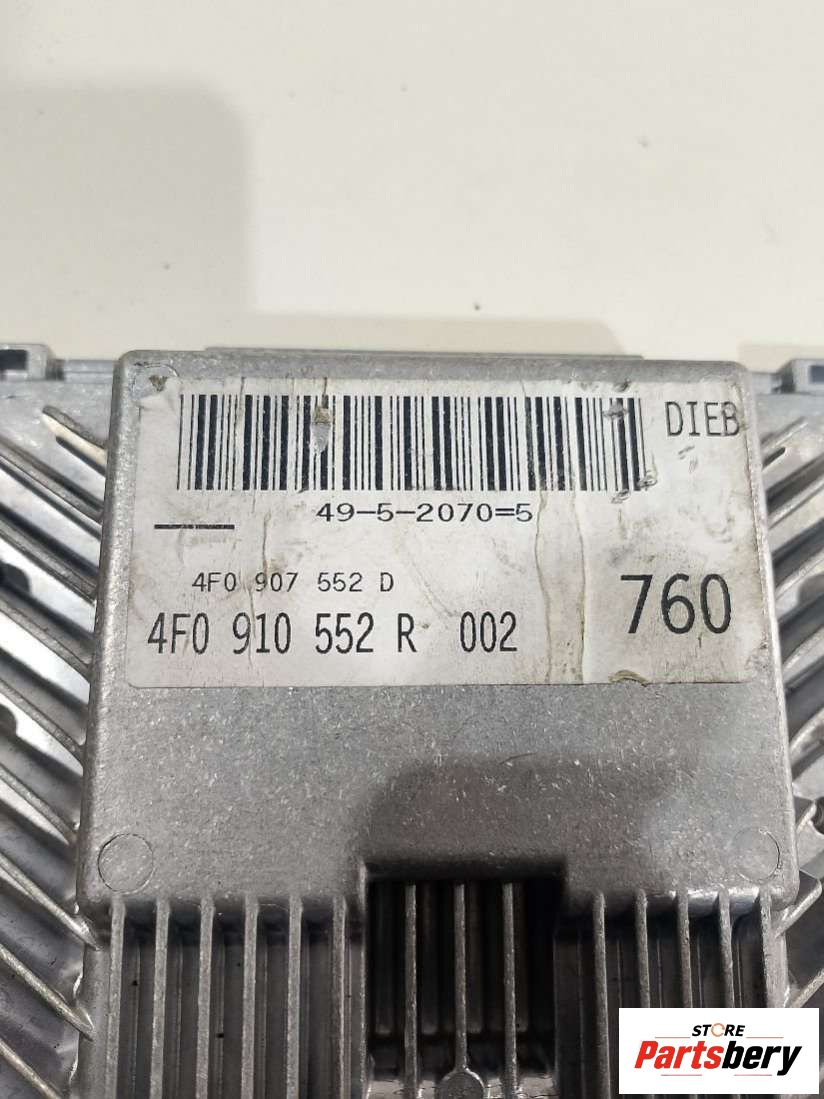 DIEB
49-5-2070=5
4F0 907 552 D
4F0 910 552 R 002
760
STORE
Partsbery